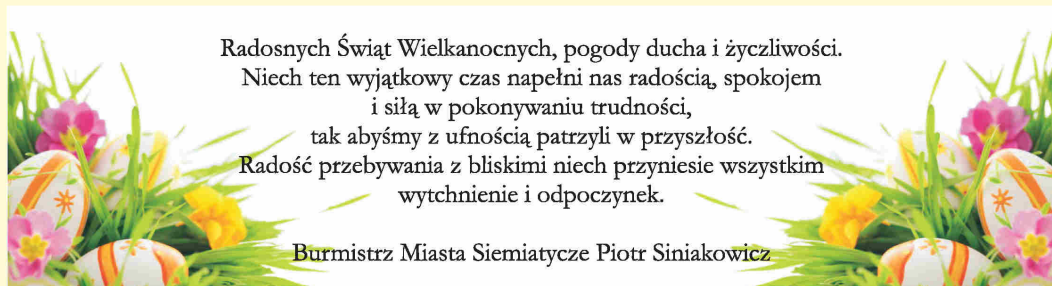 Radosnych Świąt Wielkanocnych, pogody ducha i życzliwości.
Niech ten wyjątkowy czas napełni nas radością, spokojem
i siłą w pokonywaniu trudności,
tak abyśmy z ufnością patrzyli w przyszłość.
Radość przebywania z bliskimi niech przyniesie wszystkim
wytchnienie i odpoczynek.
Burmistrz Miasta Siemiatycze Piotr Siniakowicz